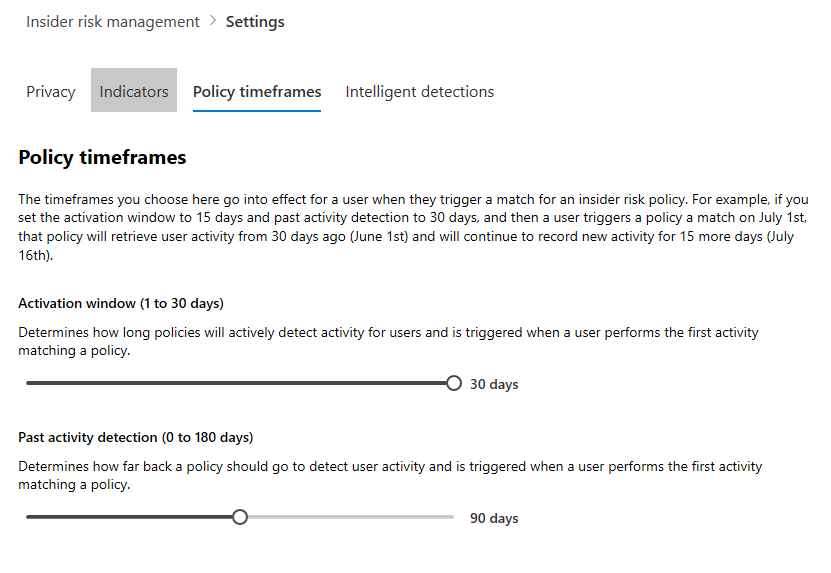 Insider risk management > Settings
Privacy Indicators Policy timeframes Intelligent detections
Policy timeframes
The timeframes you choose here go into effect for a user when they trigger a match for an insider risk policy. For example, if you
set the activation window to 15 days and past activity detection to 30 days, and then a user triggers a policy a match on July 1st,
that policy will retrieve user activity from 30 days ago (June 1st) and will continue to record new activity for 15 more days (July
16th).
Activation window (1 to 30 days)
Determines how long policies will actively detect activity for users and is triggered when a user performs the first activity
matching a policy.
30 days
Past activity detection (0 to 180 days)
Determines how far back a policy should go to detect user activity and is triggered when a user performs the first activity
matching a policy.
90 days